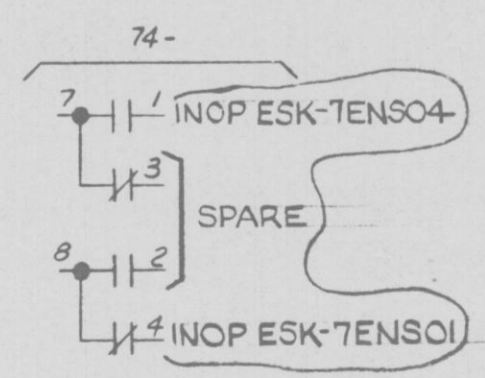 74-
7 1 INOP ESK-7ENS04
3
SPARE
8 2
4 INOP ESK-7ENS01